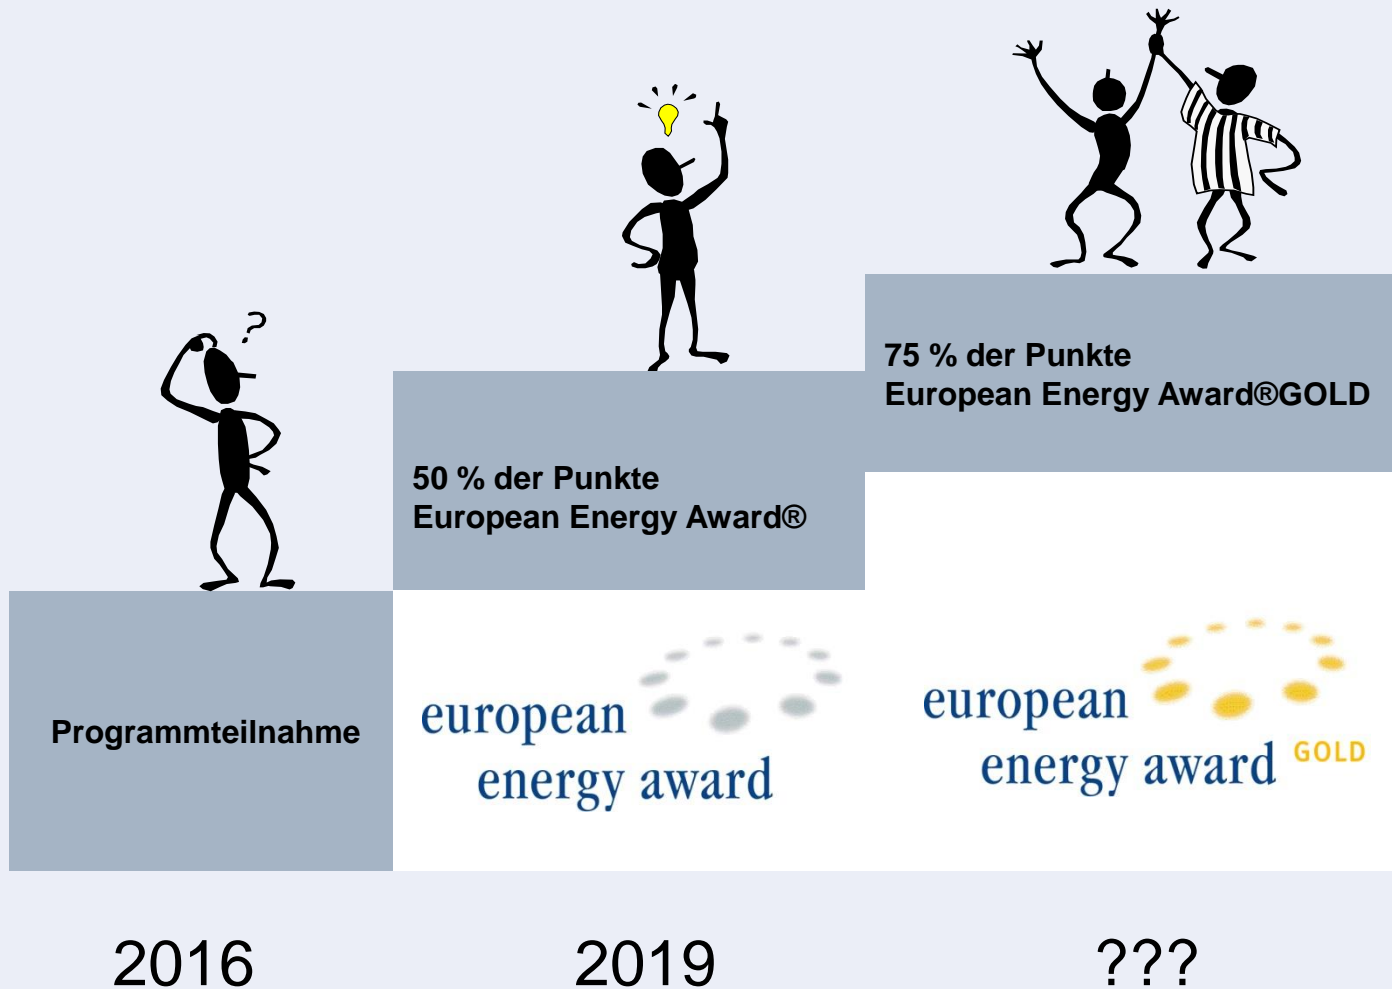 ?
75 % der Punkte
European Energy Award®GOLD
50 % der Punkte
European Energy Award®
Programmteilnahme
european
energy award
european
energy award GOLD
2016
2019
???